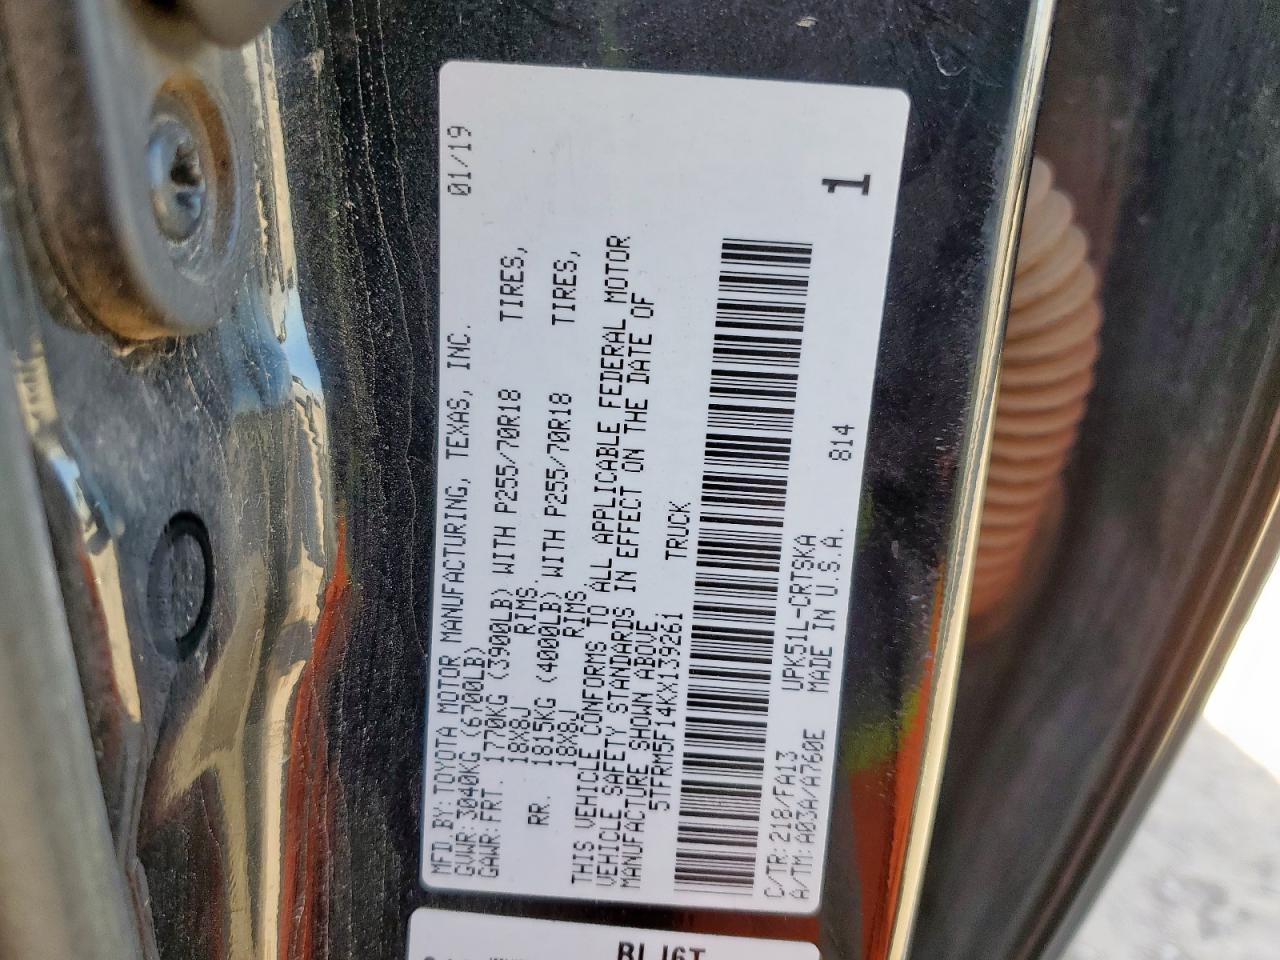 MFD.BY: TOYOTA MOTOR MANUFACTURING, TEXAS, INC. 01/19
GVWR: 3040KG (6700LB)
GAWR: FRT. 1770KG (3900LB) WITH P255/70R18 TIRES,
18X8J RIMS.
RR. 1815KG (4000LB) WITH P255/70R18 TIRES,
18X8J RIMS.
THIS VEHICLE CONFORMS TO ALL APPLICABLE FEDERAL MOTOR
VEHICLE SAFETY STANDARDS IN EFFECT ON THE DATE OF
MANUFACTURE SHOWN ABOVE.
5TFRM5F14KX139261 TRUCK
C/TR: 218/FA13 UPK51L-CRTSKA
A/TM: A03A/A760E MADE IN U.S.A. 814
1